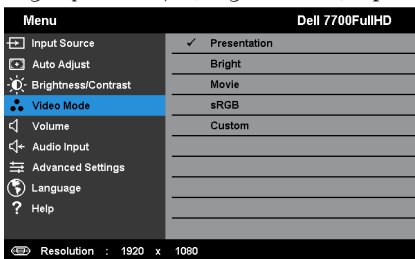 Menu Dell 7700FullHD
Input Source ✓ Presentation
Auto Adjust Bright
Brightness/Contrast Movie
Video Mode sRGB
Volume Custom
Audio Input
Advanced Settings
Language
Help
Resolution : 1920 x 1080